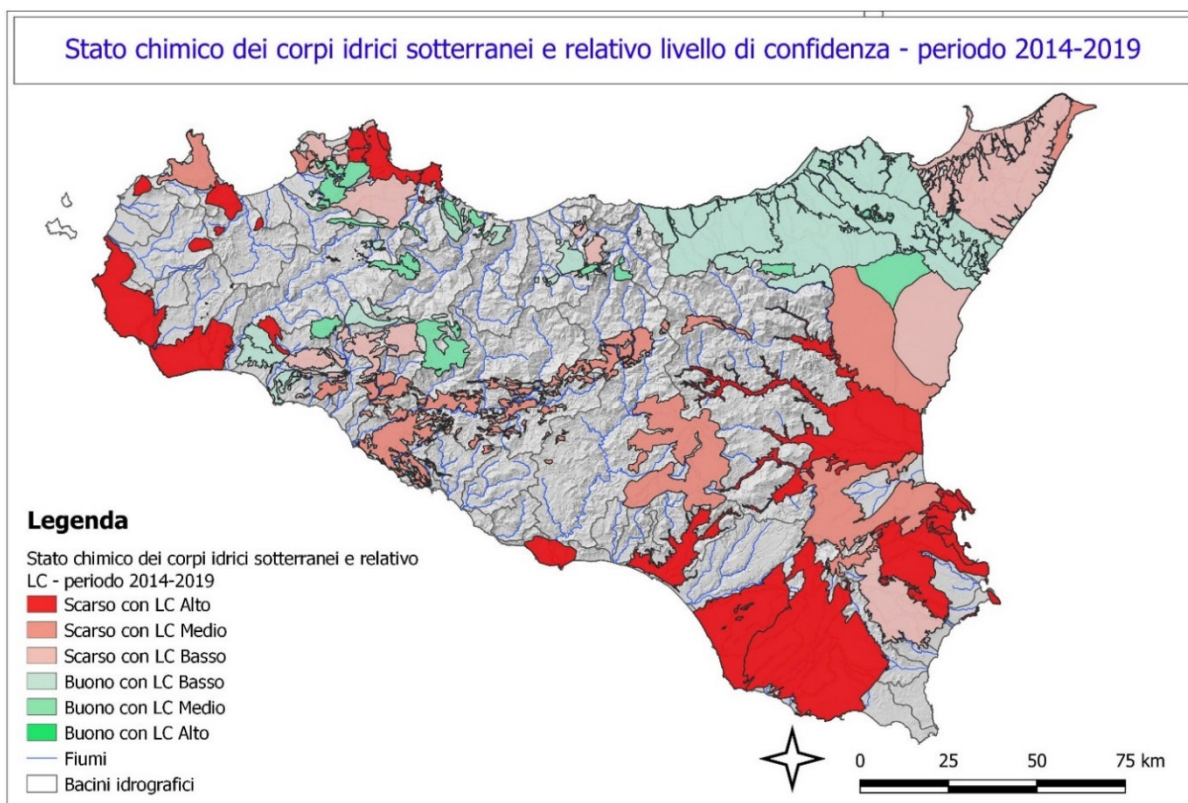 Stato chimico dei corpi idrici sotterranei e relativo livello di confidenza - periodo 2014-2019
Legenda
Stato chimico dei corpi idrici sotterranei e relativo
LC - periodo 2014-2019
Scarso con LC Alto
Scarso con LC Medio
Scarso con LC Basso
Buono con LC Basso
Buono con LC Medio
Buono con LC Alto
Fiumi
Bacini idrografici
0 25 50 75 km